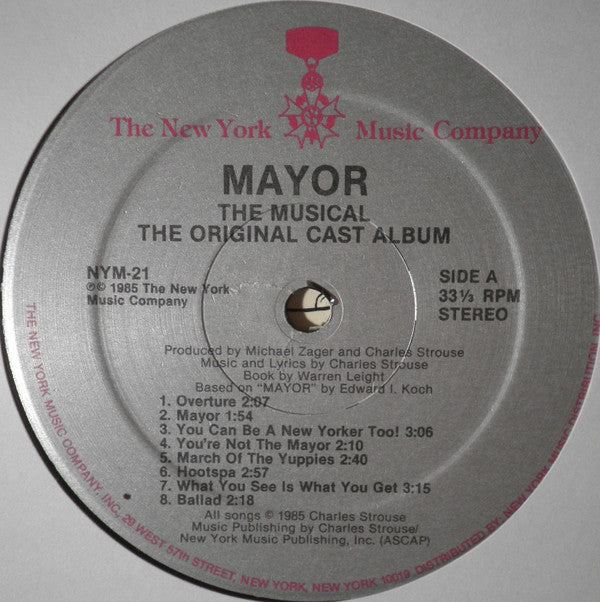 The New York Music Company
MAYOR
THE MUSICAL
THE ORIGINAL CAST ALBUM
NYM-21
℗© 1985 The New York
Music Company
SIDE A
33⅓ RPM
STEREO
Produced by Michael Zager and Charles Strouse
Music and Lyrics by Charles Strouse
Book by Warren Leight
Based on "MAYOR" by Edward I. Koch
1. Overture 2:07
2. Mayor 1:54
3. You Can Be A New Yorker Too! 3:06
4. You're Not The Mayor 2:10
5. March Of The Yuppies 2:40
6. Hootspa 2:57
7. What You See Is What You Get 3:15
8. Ballad 2:18
All songs © 1985 Charles Strouse
Music Publishing by Charles Strouse/
New York Music Publishing, Inc. (ASCAP)
THE NEW YORK MUSIC COMPANY, INC., 29 WEST 57th STREET, NEW YORK, NEW YORK 10019 DISTRIBUTED BY: NEW YORK MUSIC DISTRIBUTION, INC.